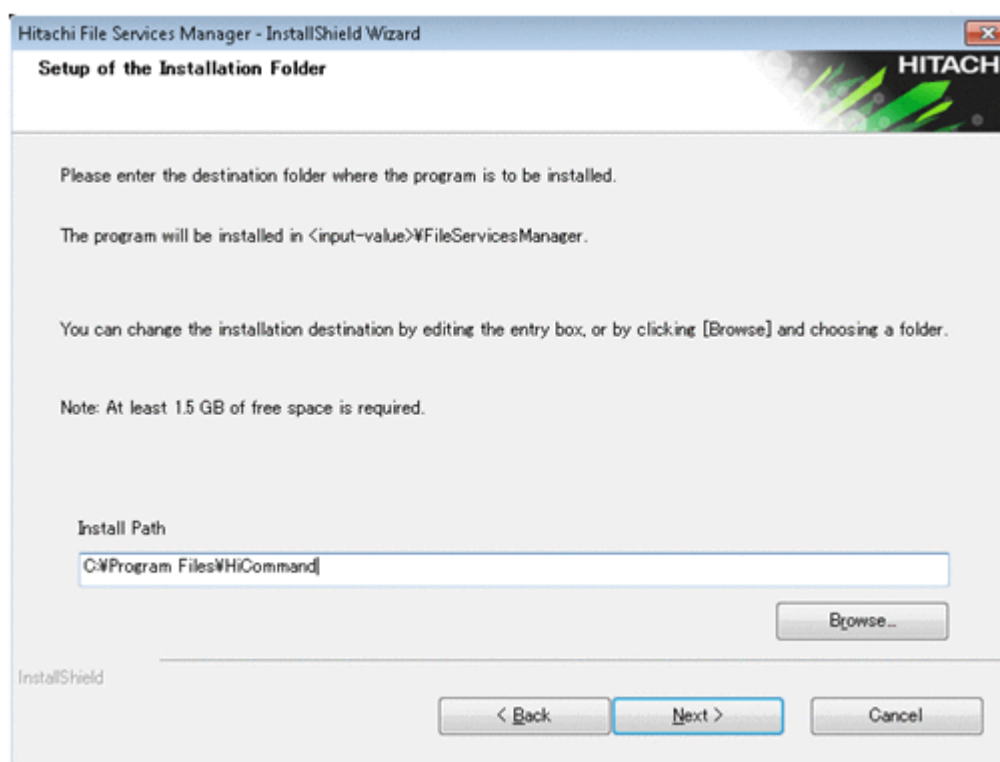 Hitachi File Services Manager - InstallShield Wizard
Setup of the Installation Folder
HITACH
Please enter the destination folder where the program is to be installed.
The program will be installed in <input-value>¥FileServicesManager.
You can change the installation destination by editing the entry box, or by clicking [Browse] and choosing a folder.
Note: At least 1.5 GB of free space is required.
Install Path
C:¥Program Files¥HiCommand
Browse...
InstallShield
< Back
Next >
Cancel